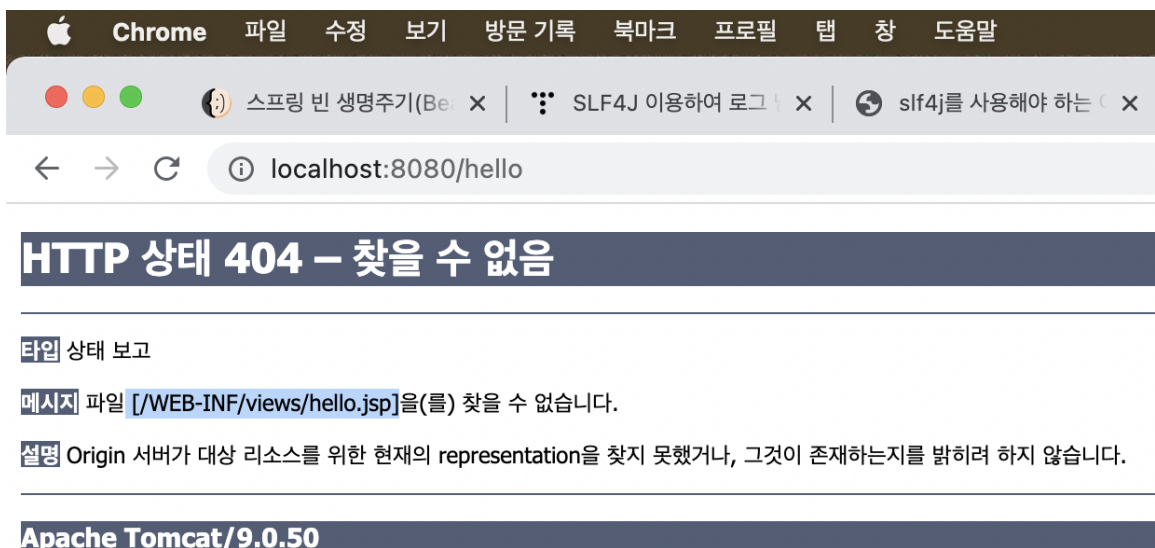 Chrome 파일 수정 보기 방문 기록 북마크 프로필 탭 창 도움말
스프링 빈 생명주기(Be SLF4J 이용하여 로그 slf4j를 사용해야 하는
localhost:8080/hello
HTTP 상태 404 – 찾을 수 없음
타입 상태 보고
메시지 파일 [/WEB-INF/views/hello.jsp]을(를) 찾을 수 없습니다.
설명 Origin 서버가 대상 리소스를 위한 현재의 representation을 찾지 못했거나, 그것이 존재하는지를 밝히려 하지 않습니다.
Apache Tomcat/9.0.50